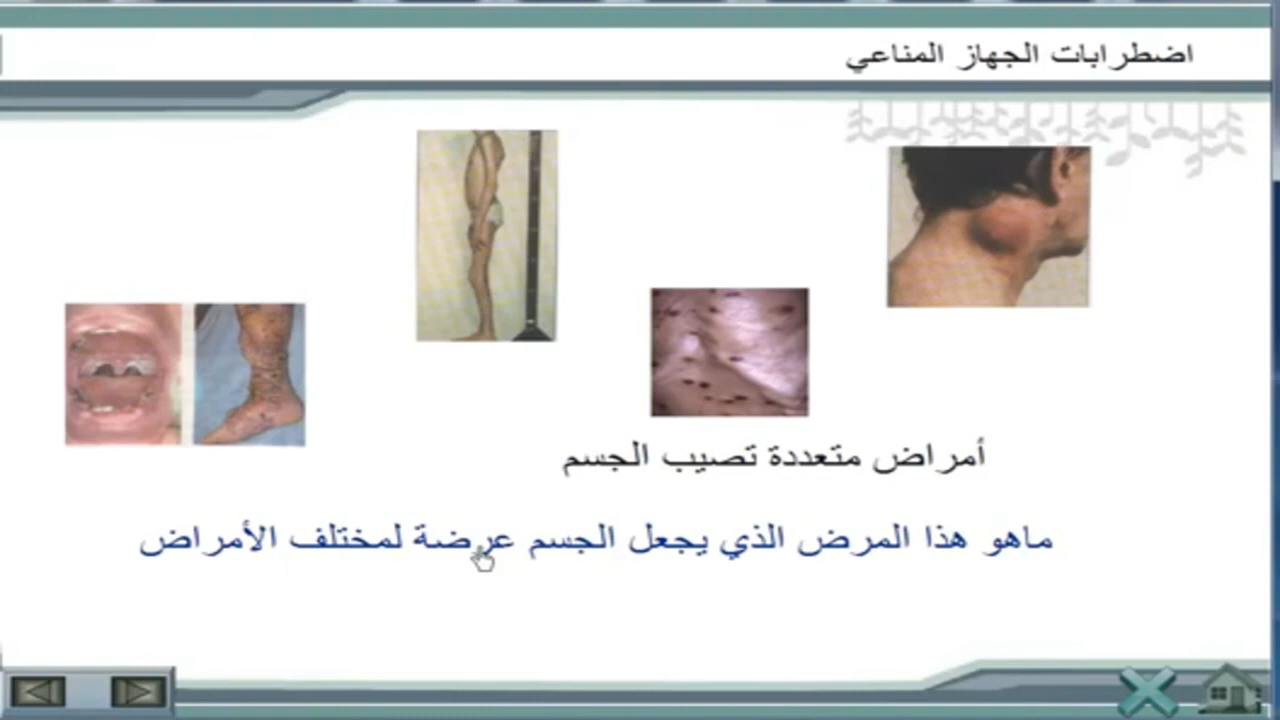 اضطرابات الجهاز المناعي
أمراض متعددة تصيب الجسم
ماهو هذا المرض الذي يجعل الجسم عرضة لمختلف الأمراض